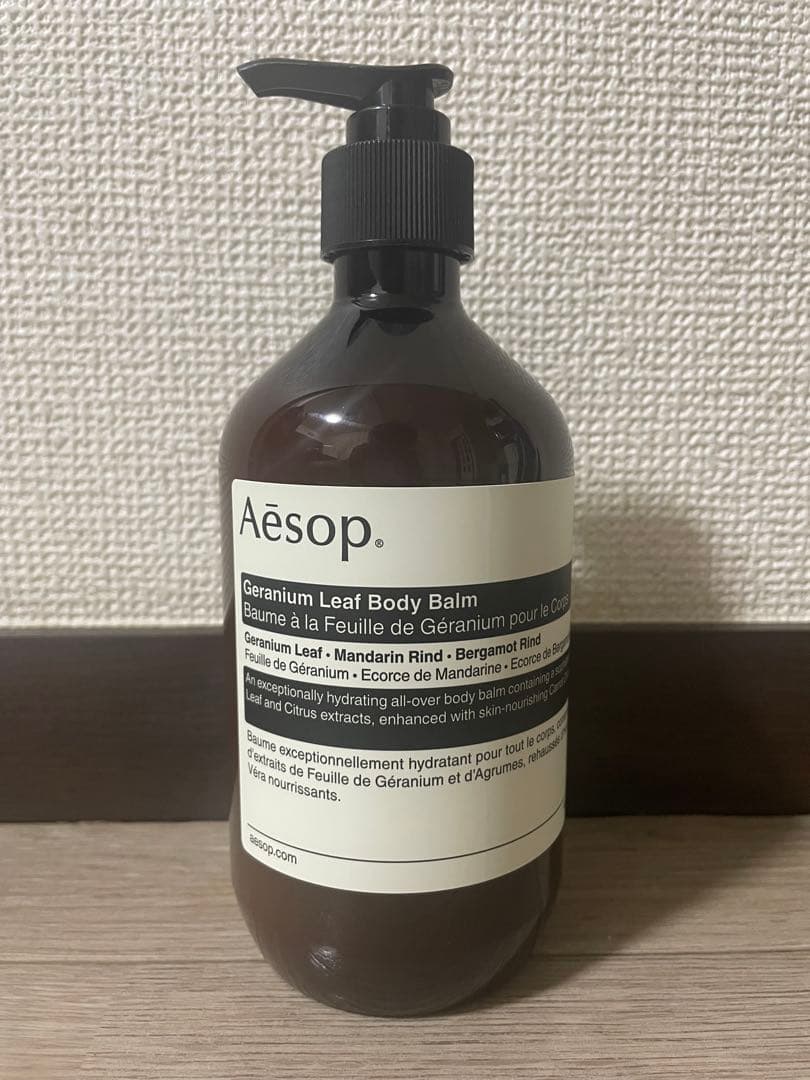 Aēsop®
Geranium Leaf Body Balm
Baume à la Feuille de Géranium pour le Corps
Geranium Leaf • Mandarin Rind • Bergamot Rind
Feuille de Géranium • Ecorce de Mandarine • Ecorce de
An exceptionally hydrating all-over body balm containing a
Leaf and Citrus extracts, enhanced with skin-nourishing
Baume exceptionnellement hydratant pour tout le corps,
d'extraits de Feuille de Géranium et d'Agrumes, rehaussés
Véra nourrissants.
aesop.com